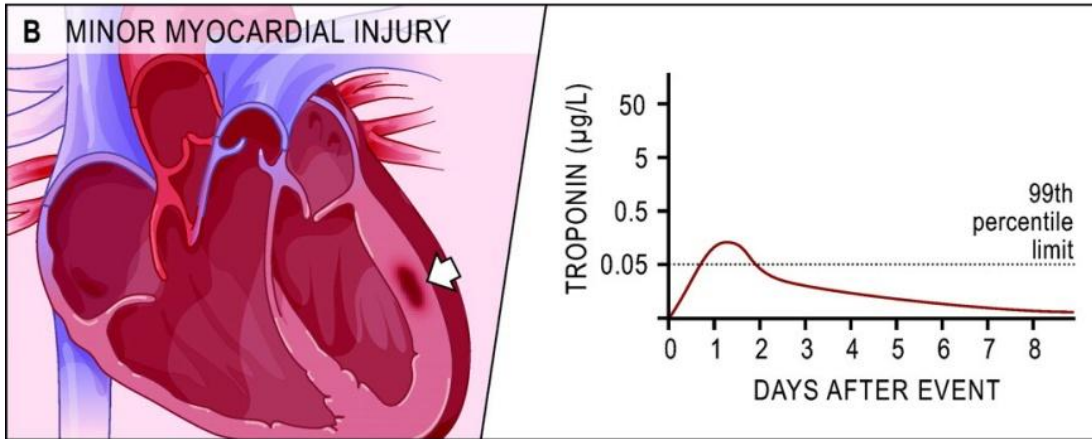 B MINOR MYOCARDIAL INJURY
TROPONIN (µg/L)
50
5
0.5
0.05
99th
percentile
limit
0 1 2 3 4 5 6 7 8
DAYS AFTER EVENT